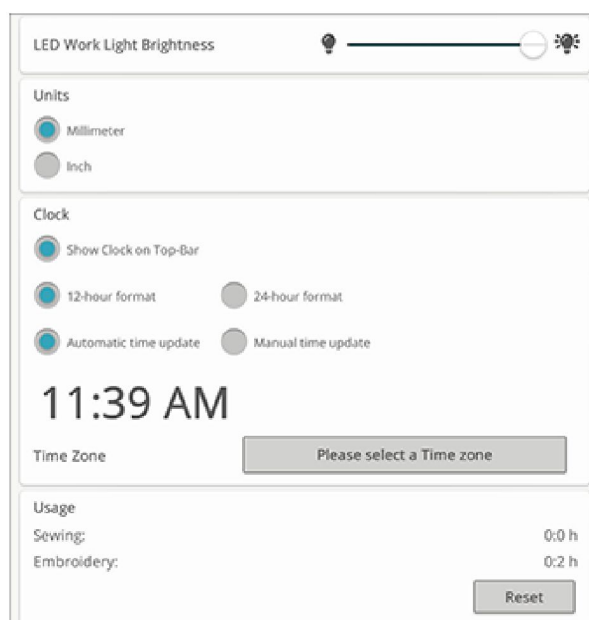 LED Work Light Brightness
Units
Millimeter
Inch
Clock
Show Clock on Top-Bar
12-hour format 24-hour format
Automatic time update Manual time update
11:39 AM
Time Zone Please select a Time zone
Usage
Sewing: 0:0 h
Embroidery: 0:2 h
Reset